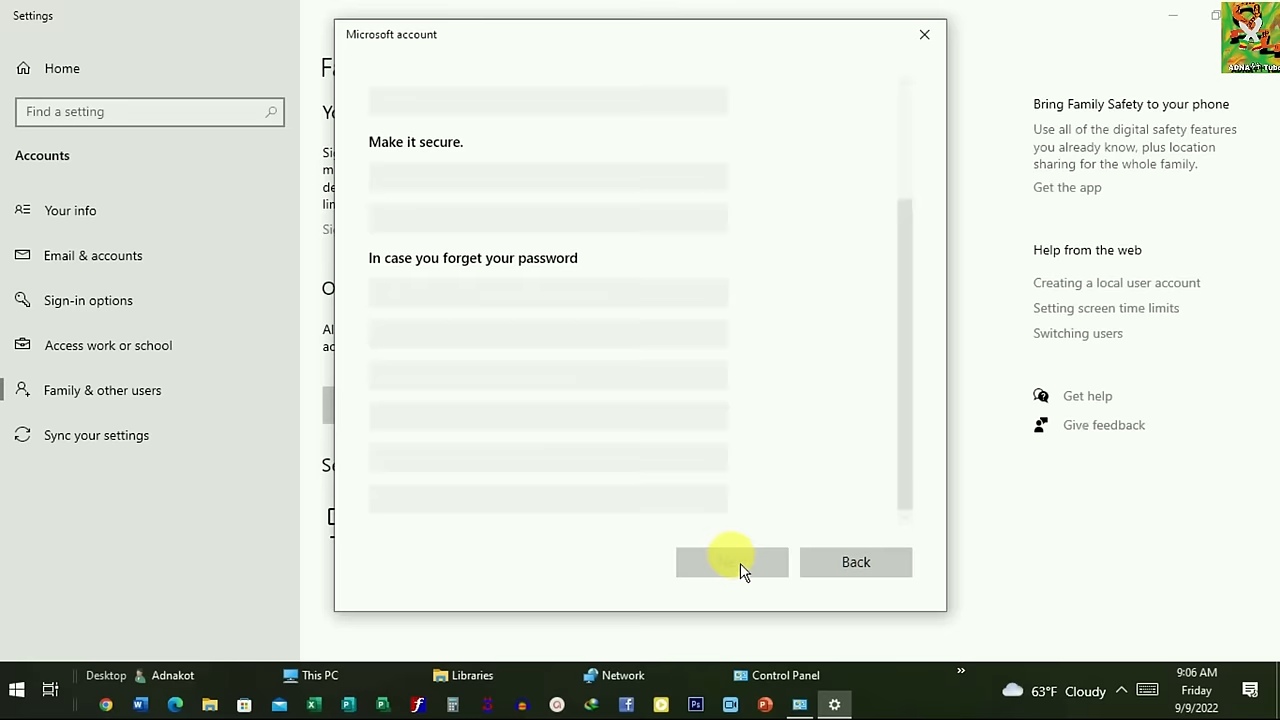 Settings
Home
Find a setting
Accounts
Your info
Email & accounts
Sign-in options
Access work or school
Family & other users
Sync your settings
Microsoft account
Make it secure.
In case you forget your password
Back
Bring Family Safety to your phone
Use all of the digital safety features
you already know, plus location
sharing for the whole family.
Get the app
Help from the web
Creating a local user account
Setting screen time limits
Switching users
Get help
Give feedback
Desktop
Adnakot
This PC
Libraries
Network
Control Panel
63°F Cloudy
9:06 AM
Friday
9/9/2022